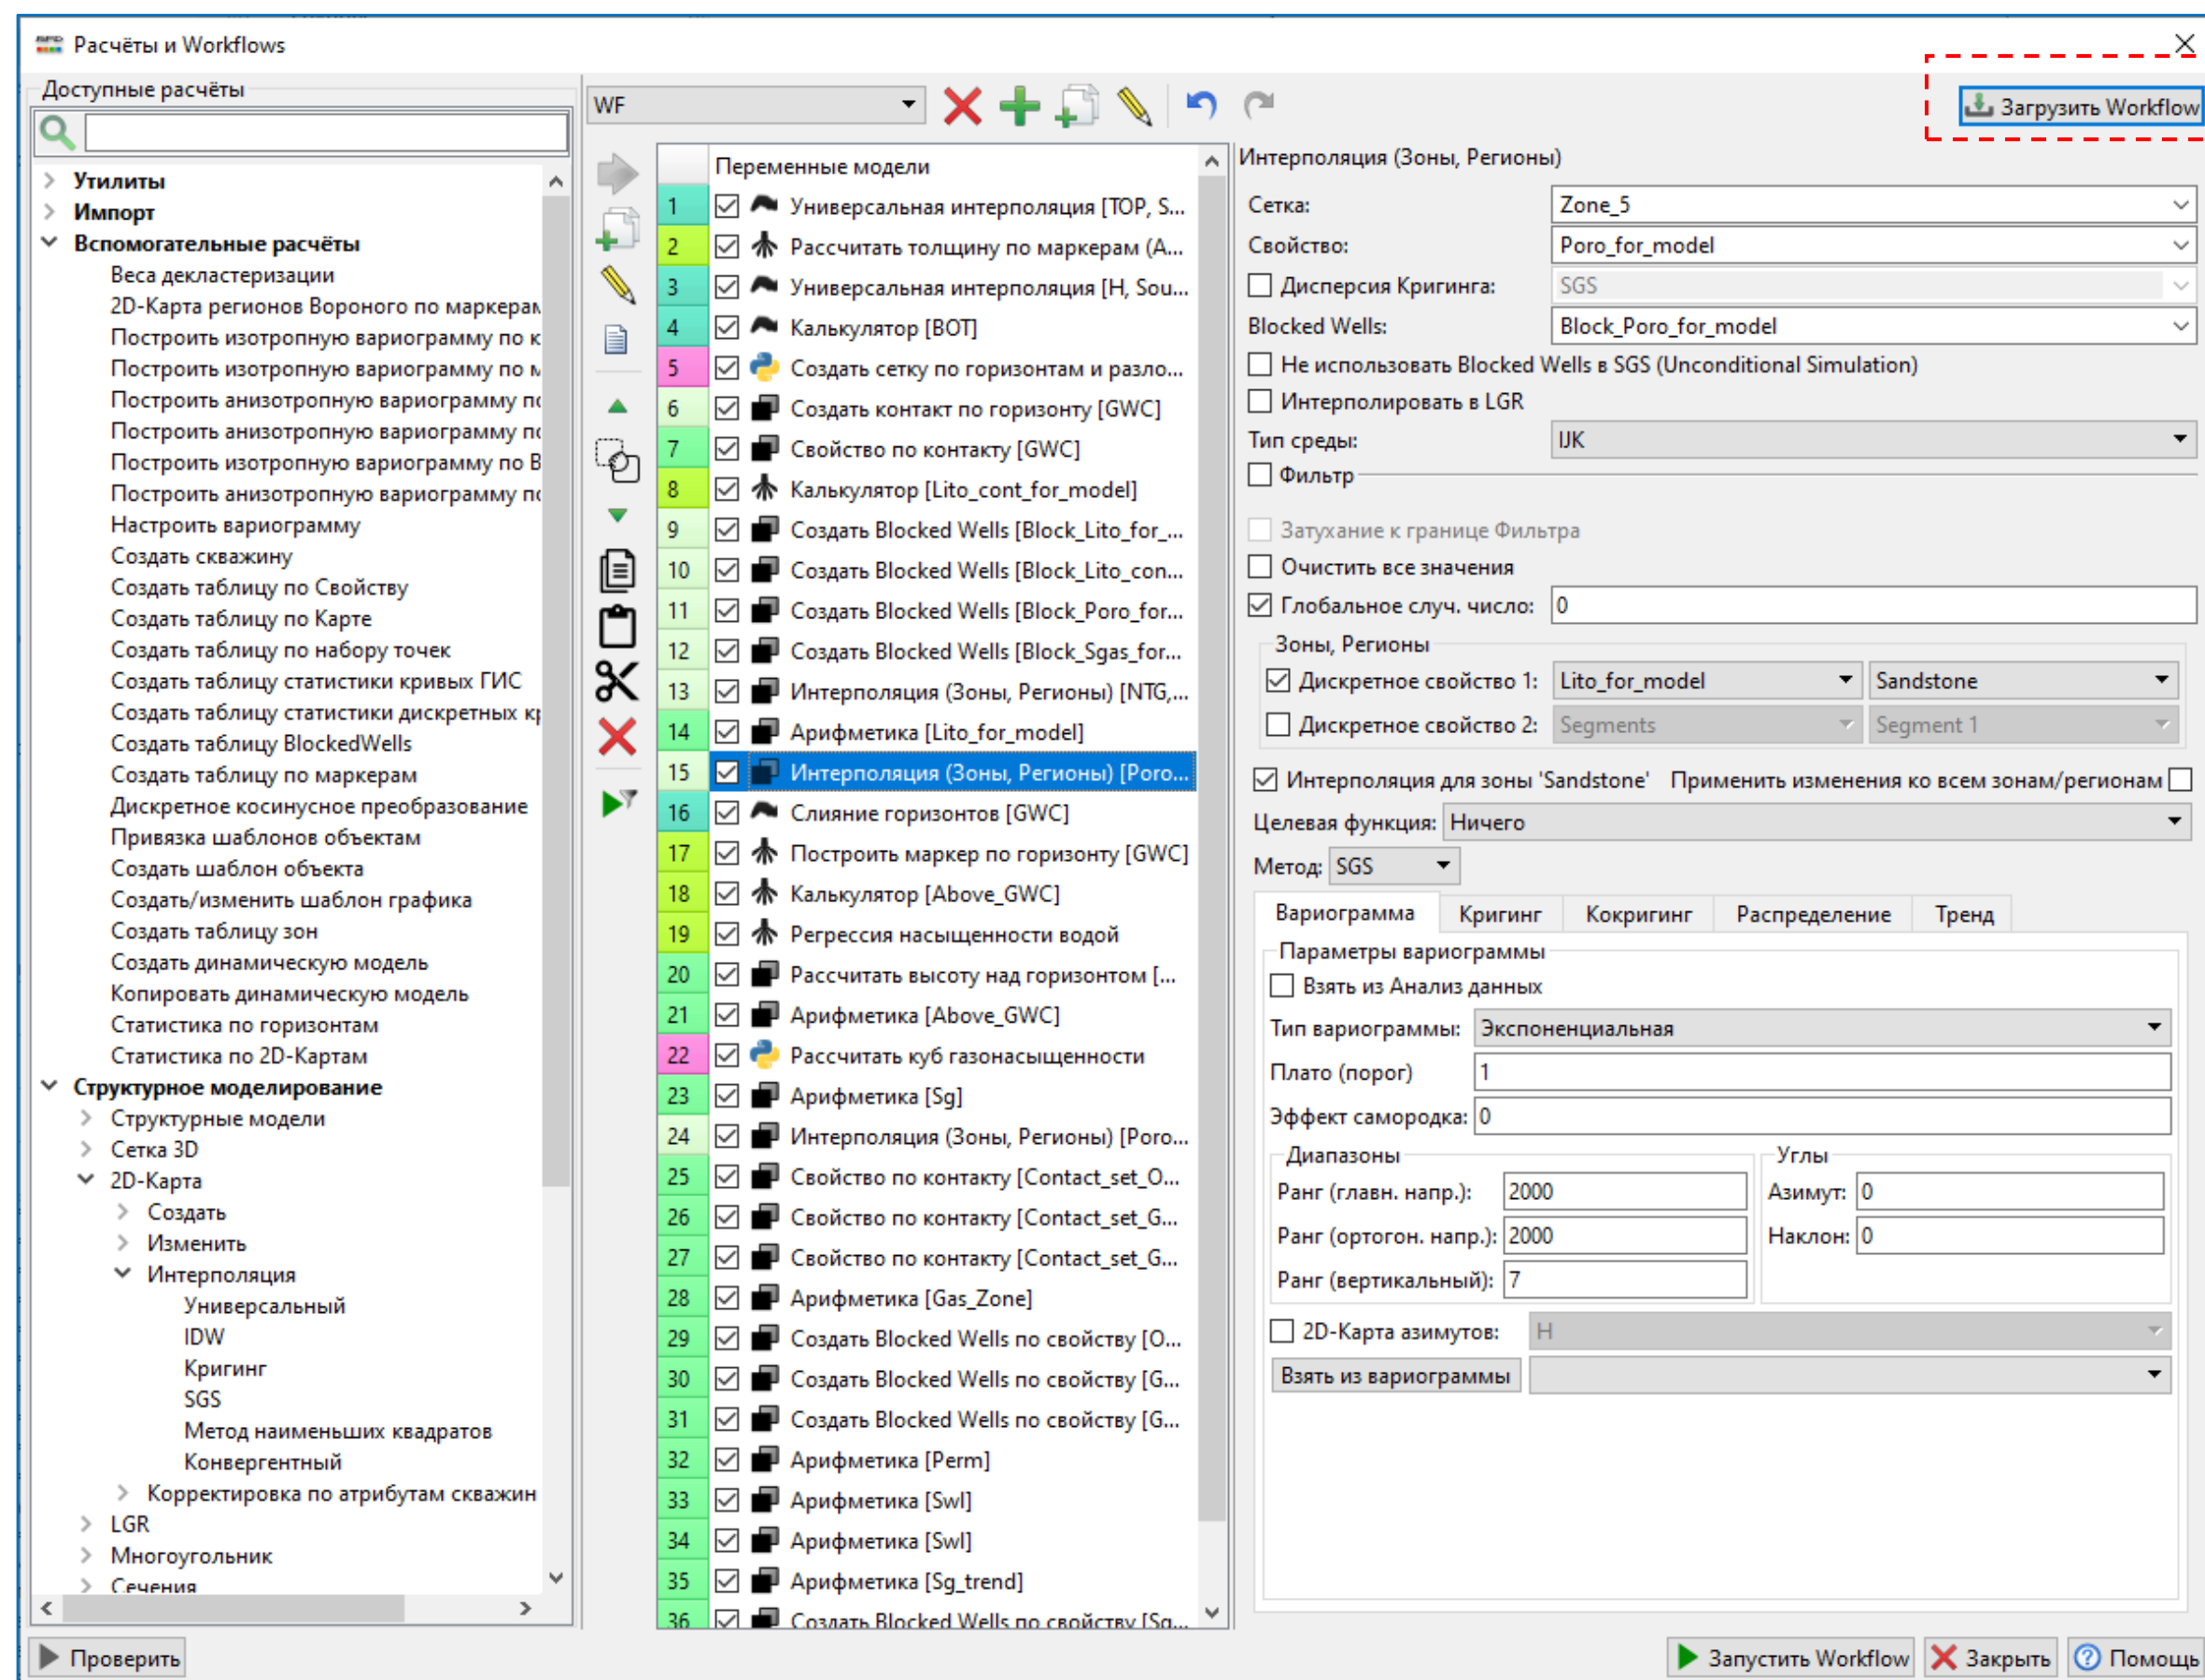 Расчёты и Workflows
Доступные расчёты
Утилиты
Импорт
Вспомогательные расчёты
Веса декластеризации
2D-Карта регионов Вороного по маркерам
Построить изотропную вариограмму по к
Построить изотропную вариограмму по м
Построить анизотропную вариограмму по
Построить анизотропную вариограмму по
Построить изотропную вариограмму по В
Построить анизотропную вариограмму по
Настроить вариограмму
Создать скважину
Создать таблицу по Свойству
Создать таблицу по Карте
Создать таблицу по набору точек
Создать таблицу статистики кривых ГИС
Создать таблицу статистики дискретных кр
Создать таблицу BlockedWells
Создать таблицу по маркерам
Дискретное косинусное преобразование
Привязка шаблонов объектам
Создать шаблон объекта
Создать/изменить шаблон графика
Создать таблицу зон
Создать динамическую модель
Копировать динамическую модель
Статистика по горизонтам
Статистика по 2D-Картам
Структурное моделирование
Структурные модели
Сетка 3D
2D-Карта
Создать
Изменить
Интерполяция
Универсальный
IDW
Кригинг
SGS
Метод наименьших квадратов
Конвергентный
Корректировка по атрибутам скважин
LGR
Многоугольник
Сечения
Проверить
WF
Переменные модели
1 Универсальная интерполяция [TOP, S...
2 Рассчитать толщину по маркерам (А...
3 Универсальная интерполяция [H, Sou...
4 Калькулятор [BOT]
5 Создать сетку по горизонтам и разло...
6 Создать контакт по горизонту [GWC]
7 Свойство по контакту [GWC]
8 Калькулятор [Lito_cont_for_model]
9 Создать Blocked Wells [Block_Lito_for_...
10 Создать Blocked Wells [Block_Lito_con...
11 Создать Blocked Wells [Block_Poro_for...
12 Создать Blocked Wells [Block_Sgas_for...
13 Интерполяция (Зоны, Регионы) [NTG,...
14 Арифметика [Lito_for_model]
15 Интерполяция (Зоны, Регионы) [Poro...
16 Слияние горизонтов [GWC]
17 Построить маркер по горизонту [GWC]
18 Калькулятор [Above_GWC]
19 Регрессия насыщенности водой
20 Рассчитать высоту над горизонтом [...
21 Арифметика [Above_GWC]
22 Рассчитать куб газонасыщенности
23 Арифметика [Sg]
24 Интерполяция (Зоны, Регионы) [Poro...
25 Свойство по контакту [Contact_set_O...
26 Свойство по контакту [Contact_set_G...
27 Свойство по контакту [Contact_set_G...
28 Арифметика [Gas_Zone]
29 Создать Blocked Wells по свойству [O...
30 Создать Blocked Wells по свойству [G...
31 Создать Blocked Wells по свойству [G...
32 Арифметика [Perm]
33 Арифметика [Swl]
34 Арифметика [Swl]
35 Арифметика [Sg_trend]
36 Создать Blocked Wells по свойству [Sg...
Загрузить Workflow
Интерполяция (Зоны, Регионы)
Сетка: Zone_5
Свойство: Poro_for_model
Дисперсия Кригинга: SGS
Blocked Wells: Block_Poro_for_model
Не использовать Blocked Wells в SGS (Unconditional Simulation)
Интерполировать в LGR
Тип среды: IJK
Фильтр
Затухание к границе Фильтра
Очистить все значения
Глобальное случ. число: 0
Зоны, Регионы
Дискретное свойство 1: Lito_for_model Sandstone
Дискретное свойство 2: Segments Segment 1
Интерполяция для зоны 'Sandstone' Применить изменения ко всем зонам/регионам
Целевая функция: Ничего
Метод: SGS
Вариограмма Кригинг Кокригинг Распределение Тренд
Параметры вариограммы
Взять из Анализ данных
Тип вариограммы: Экспоненциальная
Плато (порог) 1
Эффект самородка: 0
Диапазоны Углы
Ранг (главн. напр.): 2000 Азимут: 0
Ранг (ортогон. напр.): 2000 Наклон: 0
Ранг (вертикальный): 7
2D-Карта азимутов: H
Взять из вариограммы
Запустить Workflow Закрыть Помощь